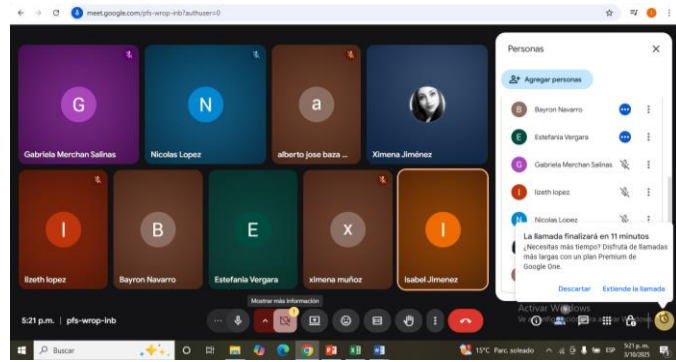 meet.google.com/pfs-wrop-inb?authuser=0
G
Gabriela Merchan Salinas
N
Nicolas Lopez
a
alberto jose baza ...
Ximena Jiménez
l
lizeth lopez
B
Bayron Navarro
E
Estefania Vergara
x
ximena muñoz
I
Isabel JImenez
Personas
Agregar personas
B
Bayron Navarro
E
Estefania Vergara
G
Gabriela Merchan Salinas
l
lizeth lopez
N
Nicolas Lopez
La llamada finalizará en 11 minutos
¿Necesitas más tiempo? Disfruta de llamadas
más largas con un plan Premium de
Google One.
Descartar
Extiende la llamada
Mostrar más información
5:21 p.m. | pfs-wrop-inb
Activar Windows
Buscar
15°C Parc. soleado
ESP
5:21 p. m.
3/10/2025